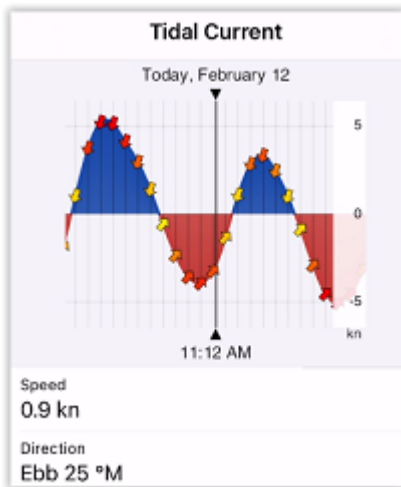 Tidal Current
Today, February 12
5
0
-5
kn
11:12 AM
Speed
0.9 kn
Direction
Ebb 25 °M